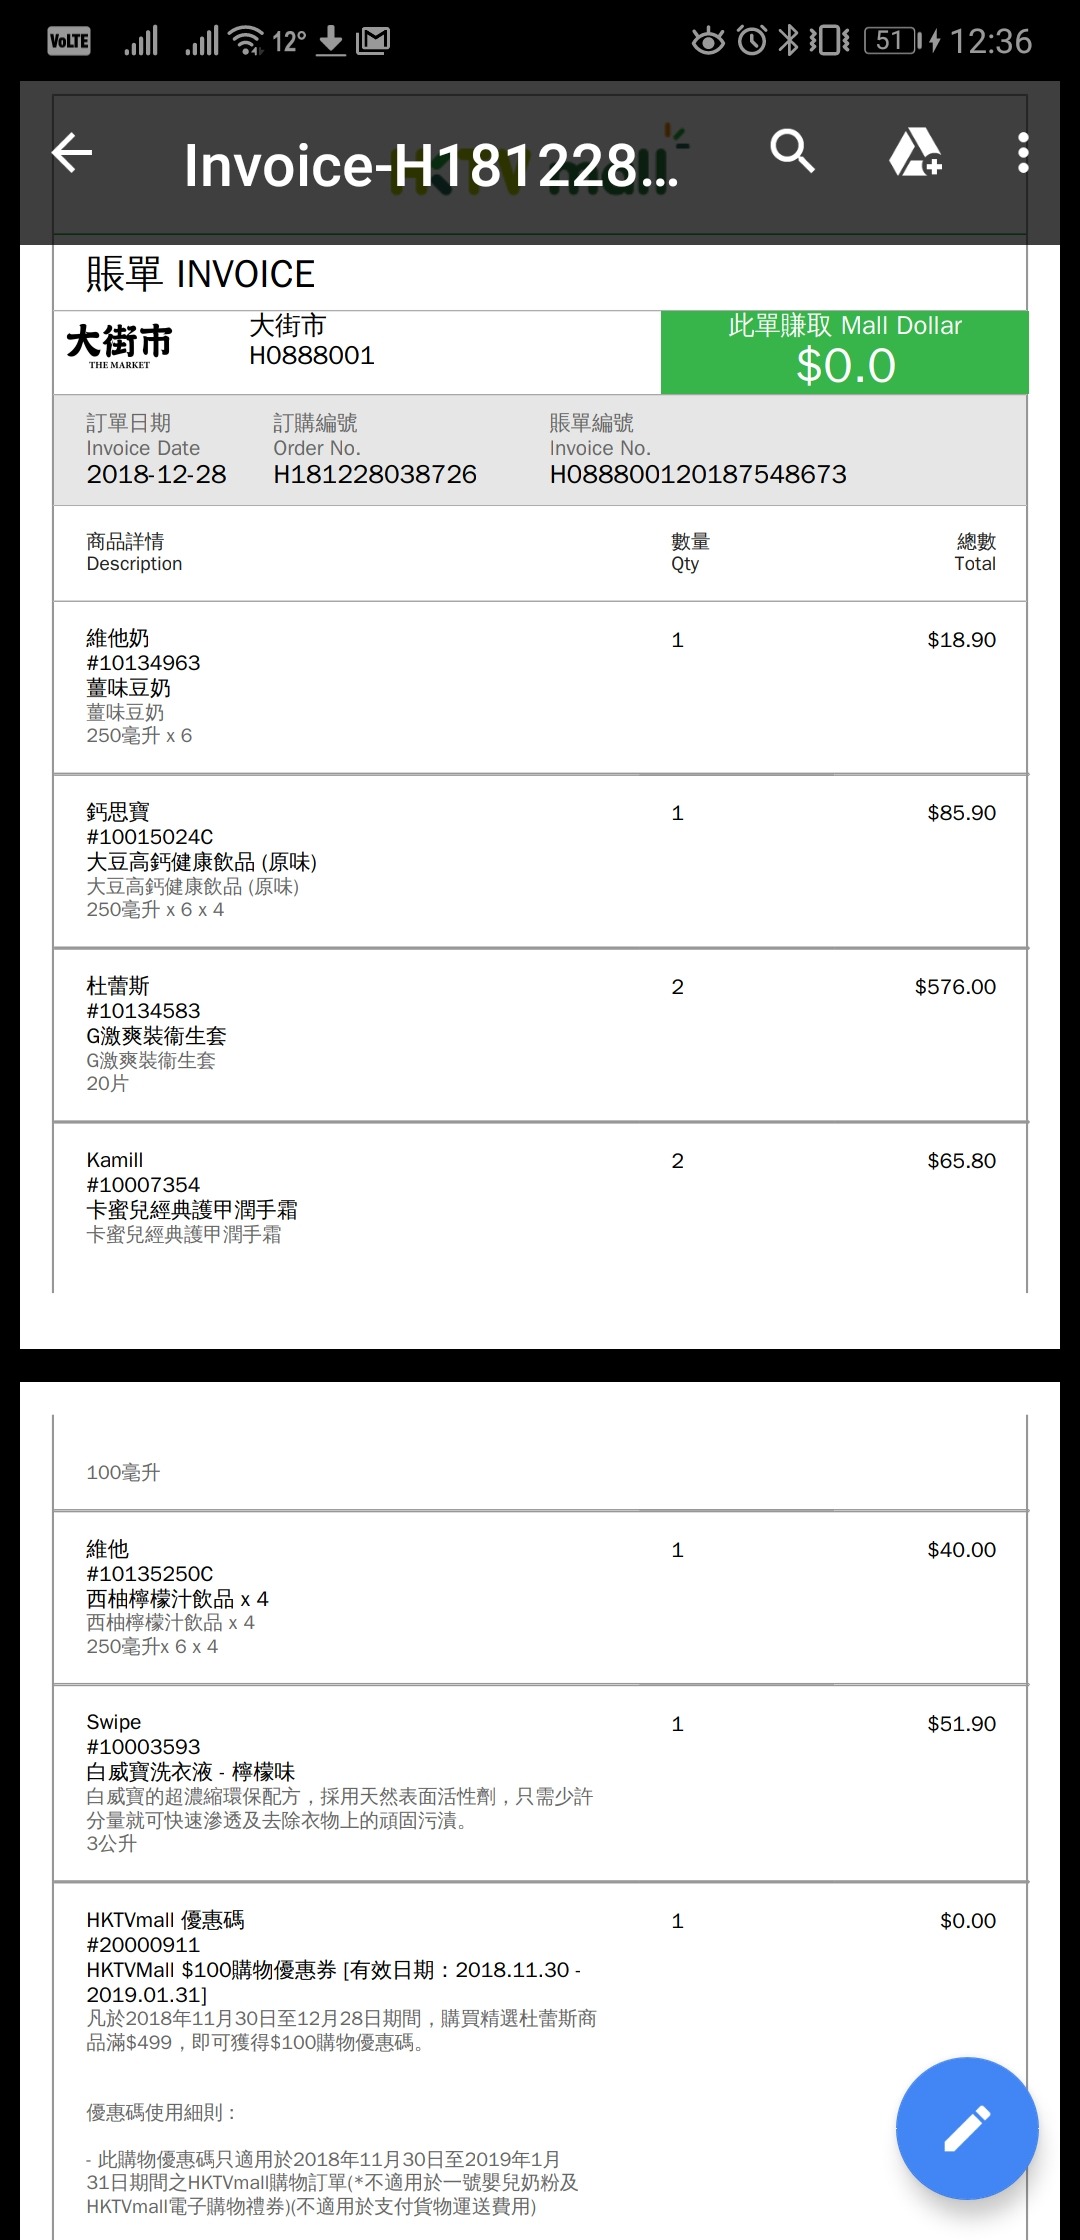 VoLTE 12° 51 12:36
Invoice-H181228...
HKTV mall
賬單 INVOICE
大街市
THE MARKET
大街市
H0888001
此單賺取 Mall Dollar
$0.0
訂單日期 訂購編號 賬單編號
Invoice Date Order No. Invoice No.
2018-12-28 H181228038726 H088800120187548673
商品詳情 數量 總數
Description Qty Total
維他奶 1 $18.90
#10134963
薑味豆奶
薑味豆奶
250毫升 x 6
鈣思寶 1 $85.90
#10015024C
大豆高鈣健康飲品 (原味)
大豆高鈣健康飲品 (原味)
250毫升 x 6 x 4
杜蕾斯 2 $576.00
#10134583
G激爽裝衞生套
G激爽裝衞生套
20片
Kamill 2 $65.80
#10007354
卡蜜兒經典護甲潤手霜
卡蜜兒經典護甲潤手霜
100毫升
維他 1 $40.00
#10135250C
西柚檸檬汁飲品 x 4
西柚檸檬汁飲品 x 4
250毫升x 6 x 4
Swipe 1 $51.90
#10003593
白威寶洗衣液 - 檸檬味
白威寶的超濃縮環保配方，採用天然表面活性劑，只需少許
分量就可快速滲透及去除衣物上的頑固污漬。
3公升
HKTVmall 優惠碼 1 $0.00
#20000911
HKTVMall $100購物優惠券 [有效日期：2018.11.30 -
2019.01.31]
凡於2018年11月30日至12月28日期間，購買精選杜蕾斯商
品滿$499，即可獲得$100購物優惠碼。
優惠碼使用細則：
- 此購物優惠碼只適用於2018年11月30日至2019年1月
31日期間之HKTVmall購物訂單(*不適用於一號嬰兒奶粉及
HKTVmall電子購物禮券)(不適用於支付貨物運送費用)